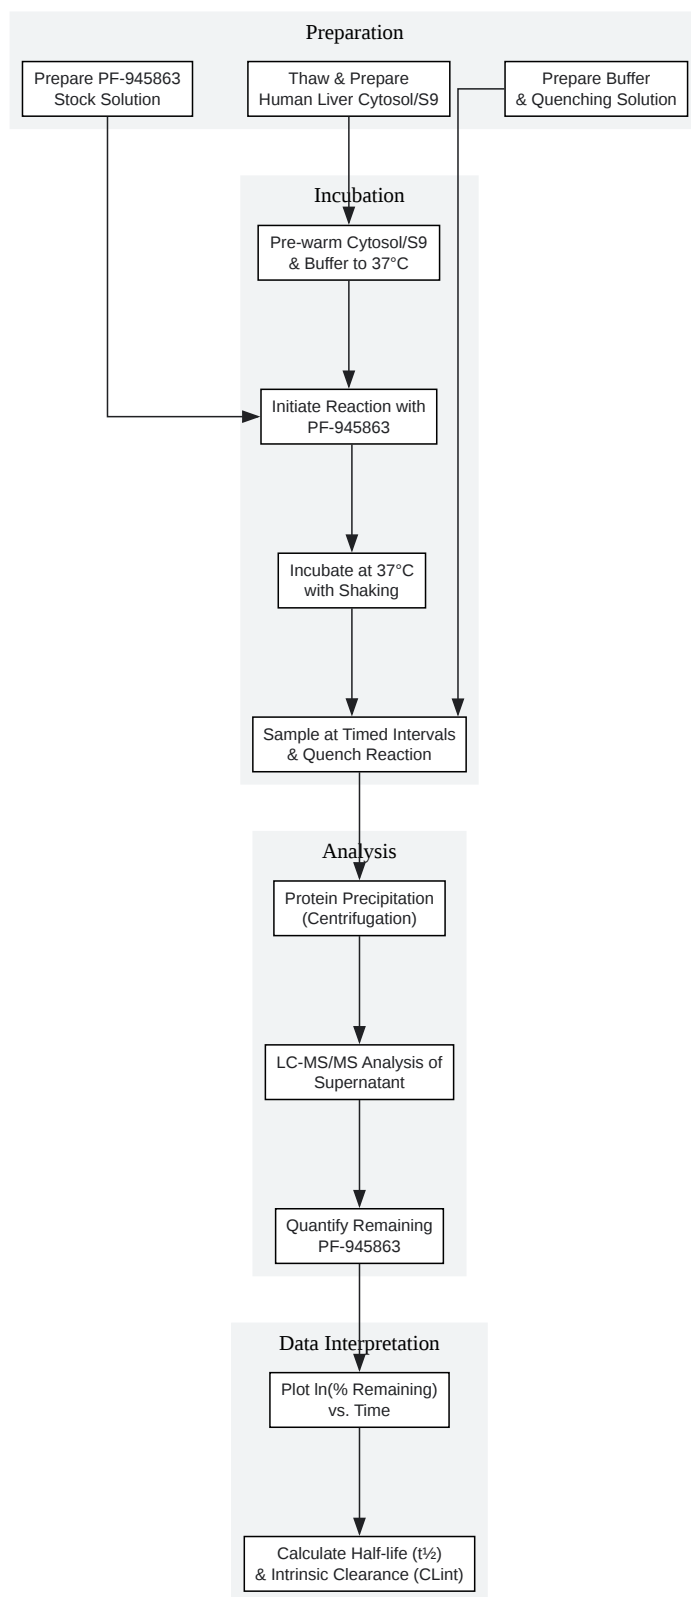 Preparation
Prepare PF-945863
Stock Solution
Thaw & Prepare
Human Liver Cytosol/S9
Prepare Buffer
& Quenching Solution
Incubation
Pre-warm Cytosol/S9
& Buffer to 37°C
Initiate Reaction with
PF-945863
Incubate at 37°C
with Shaking
Sample at Timed Intervals
& Quench Reaction
Analysis
Protein Precipitation
(Centrifugation)
LC-MS/MS Analysis of
Supernatant
Quantify Remaining
PF-945863
Data Interpretation
Plot ln(% Remaining)
vs. Time
Calculate Half-life (t½)
& Intrinsic Clearance (CLint)